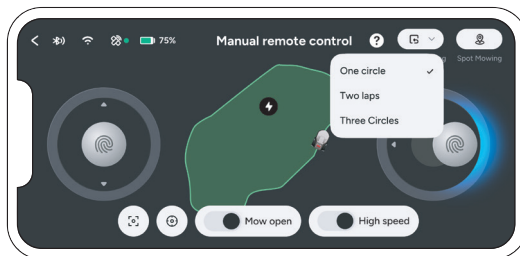 75% Manual remote control ?
Spot Mowing
One circle
Two laps
Three Circles
Mow open High speed